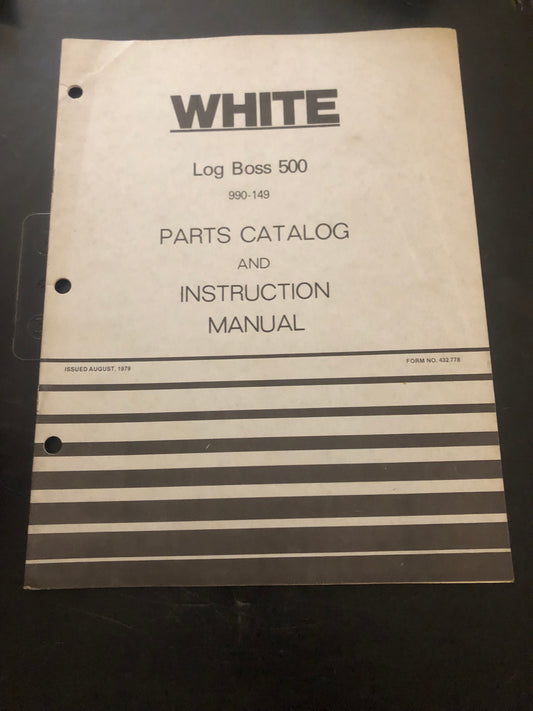 WHITE
Log Boss 500
990-149
PARTS CATALOG
AND
INSTRUCTION
MANUAL
ISSUED AUGUST, 1979
FORM NO. 432.778